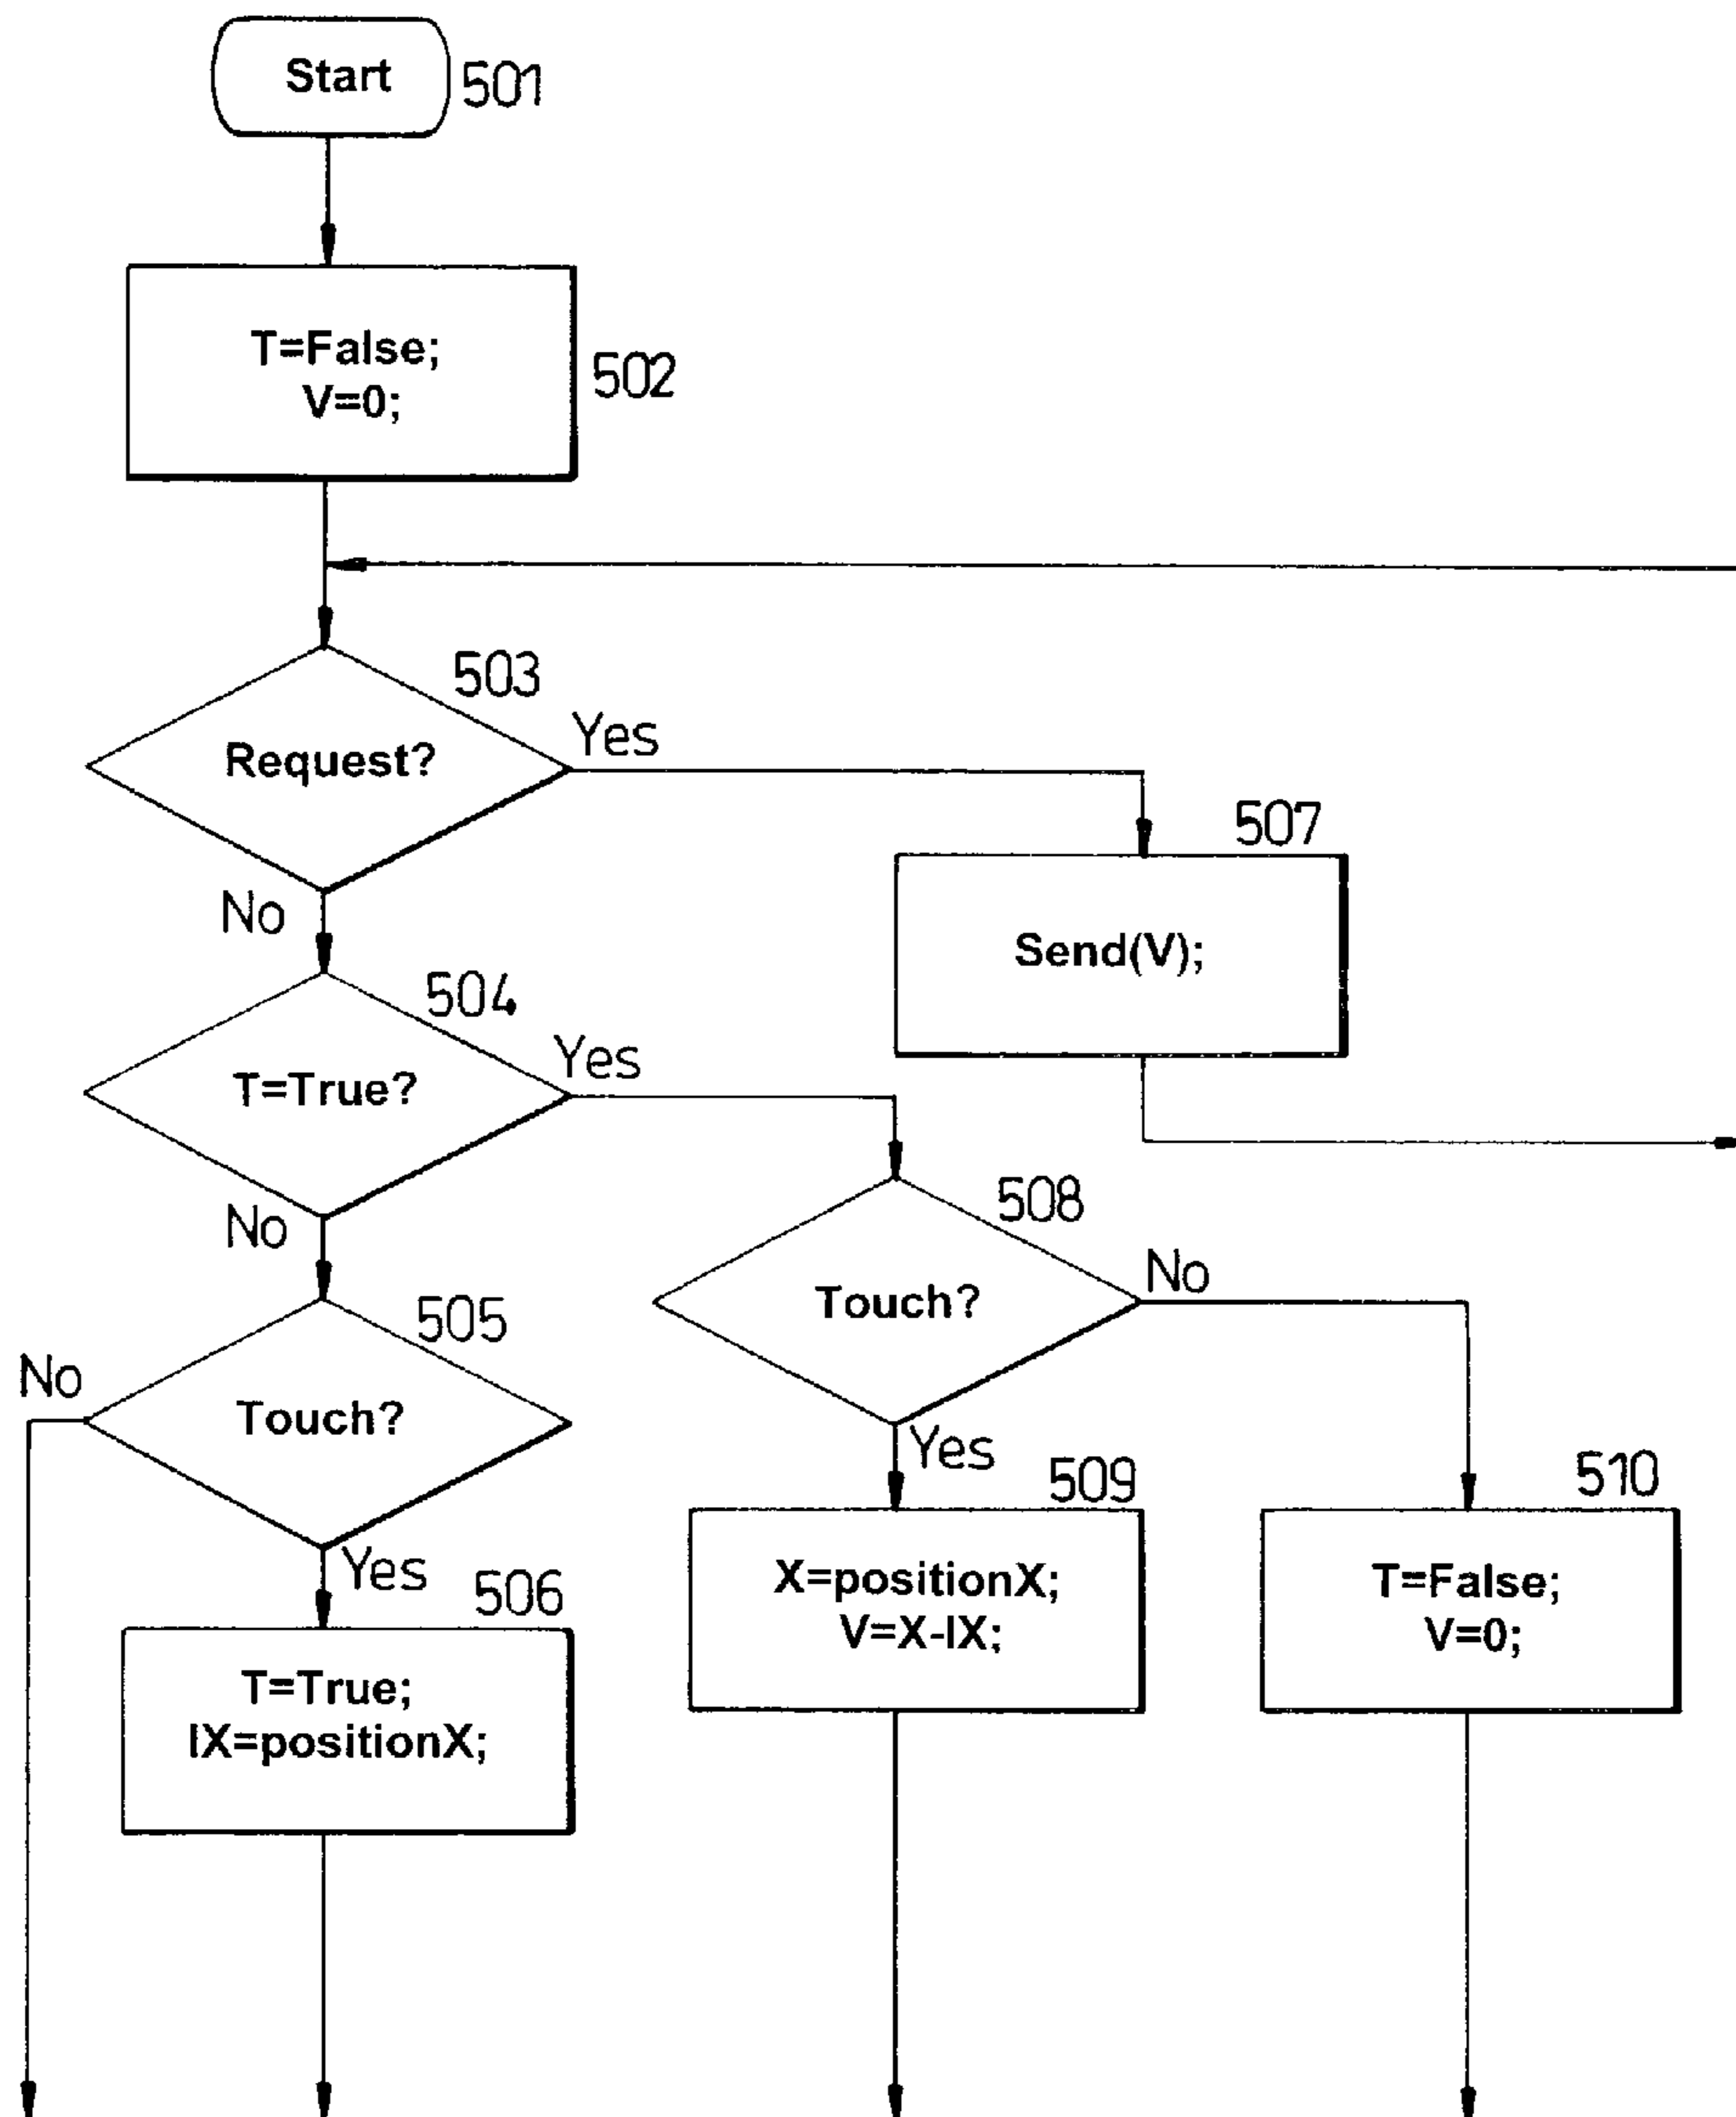 Start
501
T=False;
V=0;
502
503
Request?
Yes
No
507
Send(V);
504
T=True?
Yes
No
508
Touch?
No
505
No
Touch?
Yes
Yes
509
X=positionX;
V=X-IX;
510
T=False;
V=0;
506
T=True;
IX=positionX;